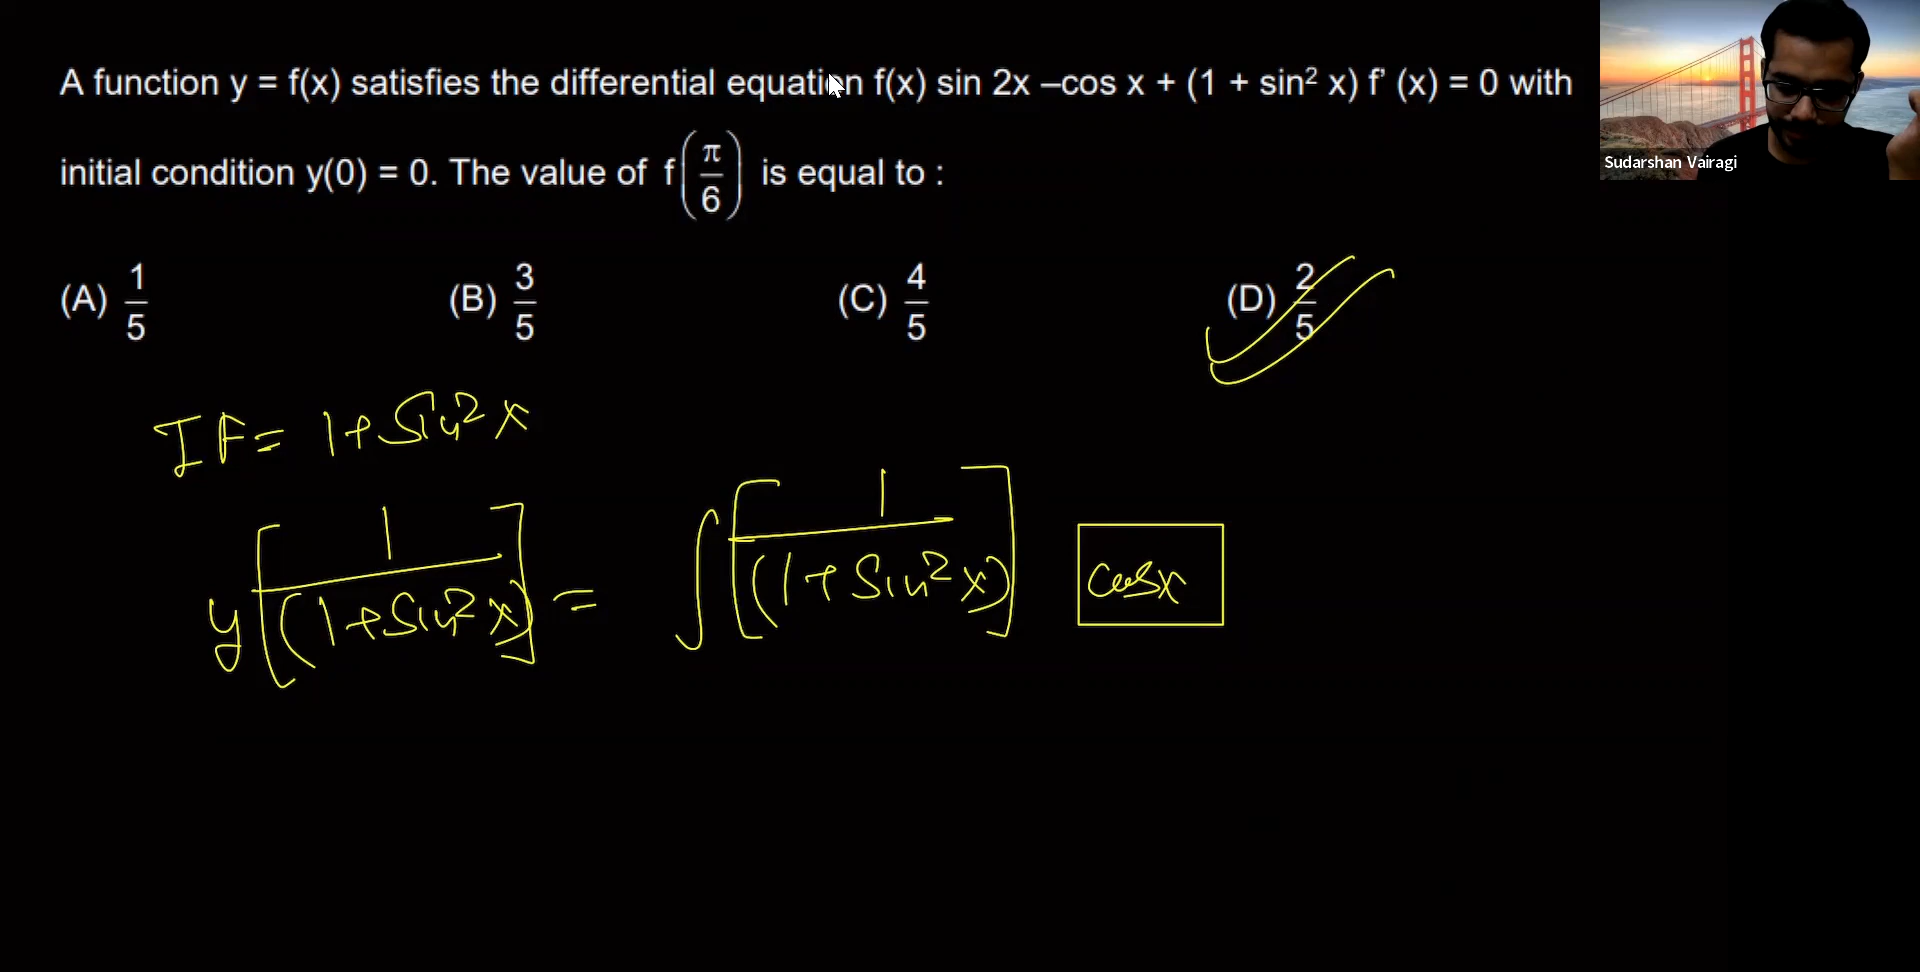 A function y = f(x) satisfies the differential equation f(x) sin 2x –cos x + (1 + sin² x) f' (x) = 0 with
initial condition y(0) = 0. The value of f(π/6) is equal to :
(A) 1/5 (B) 3/5 (C) 4/5 (D) 2/5
Sudarshan Vairagi
IF = 1+Sin²x
y[1/(1+Sin²x)] = ∫[1/(1+Sin²x)] cosx